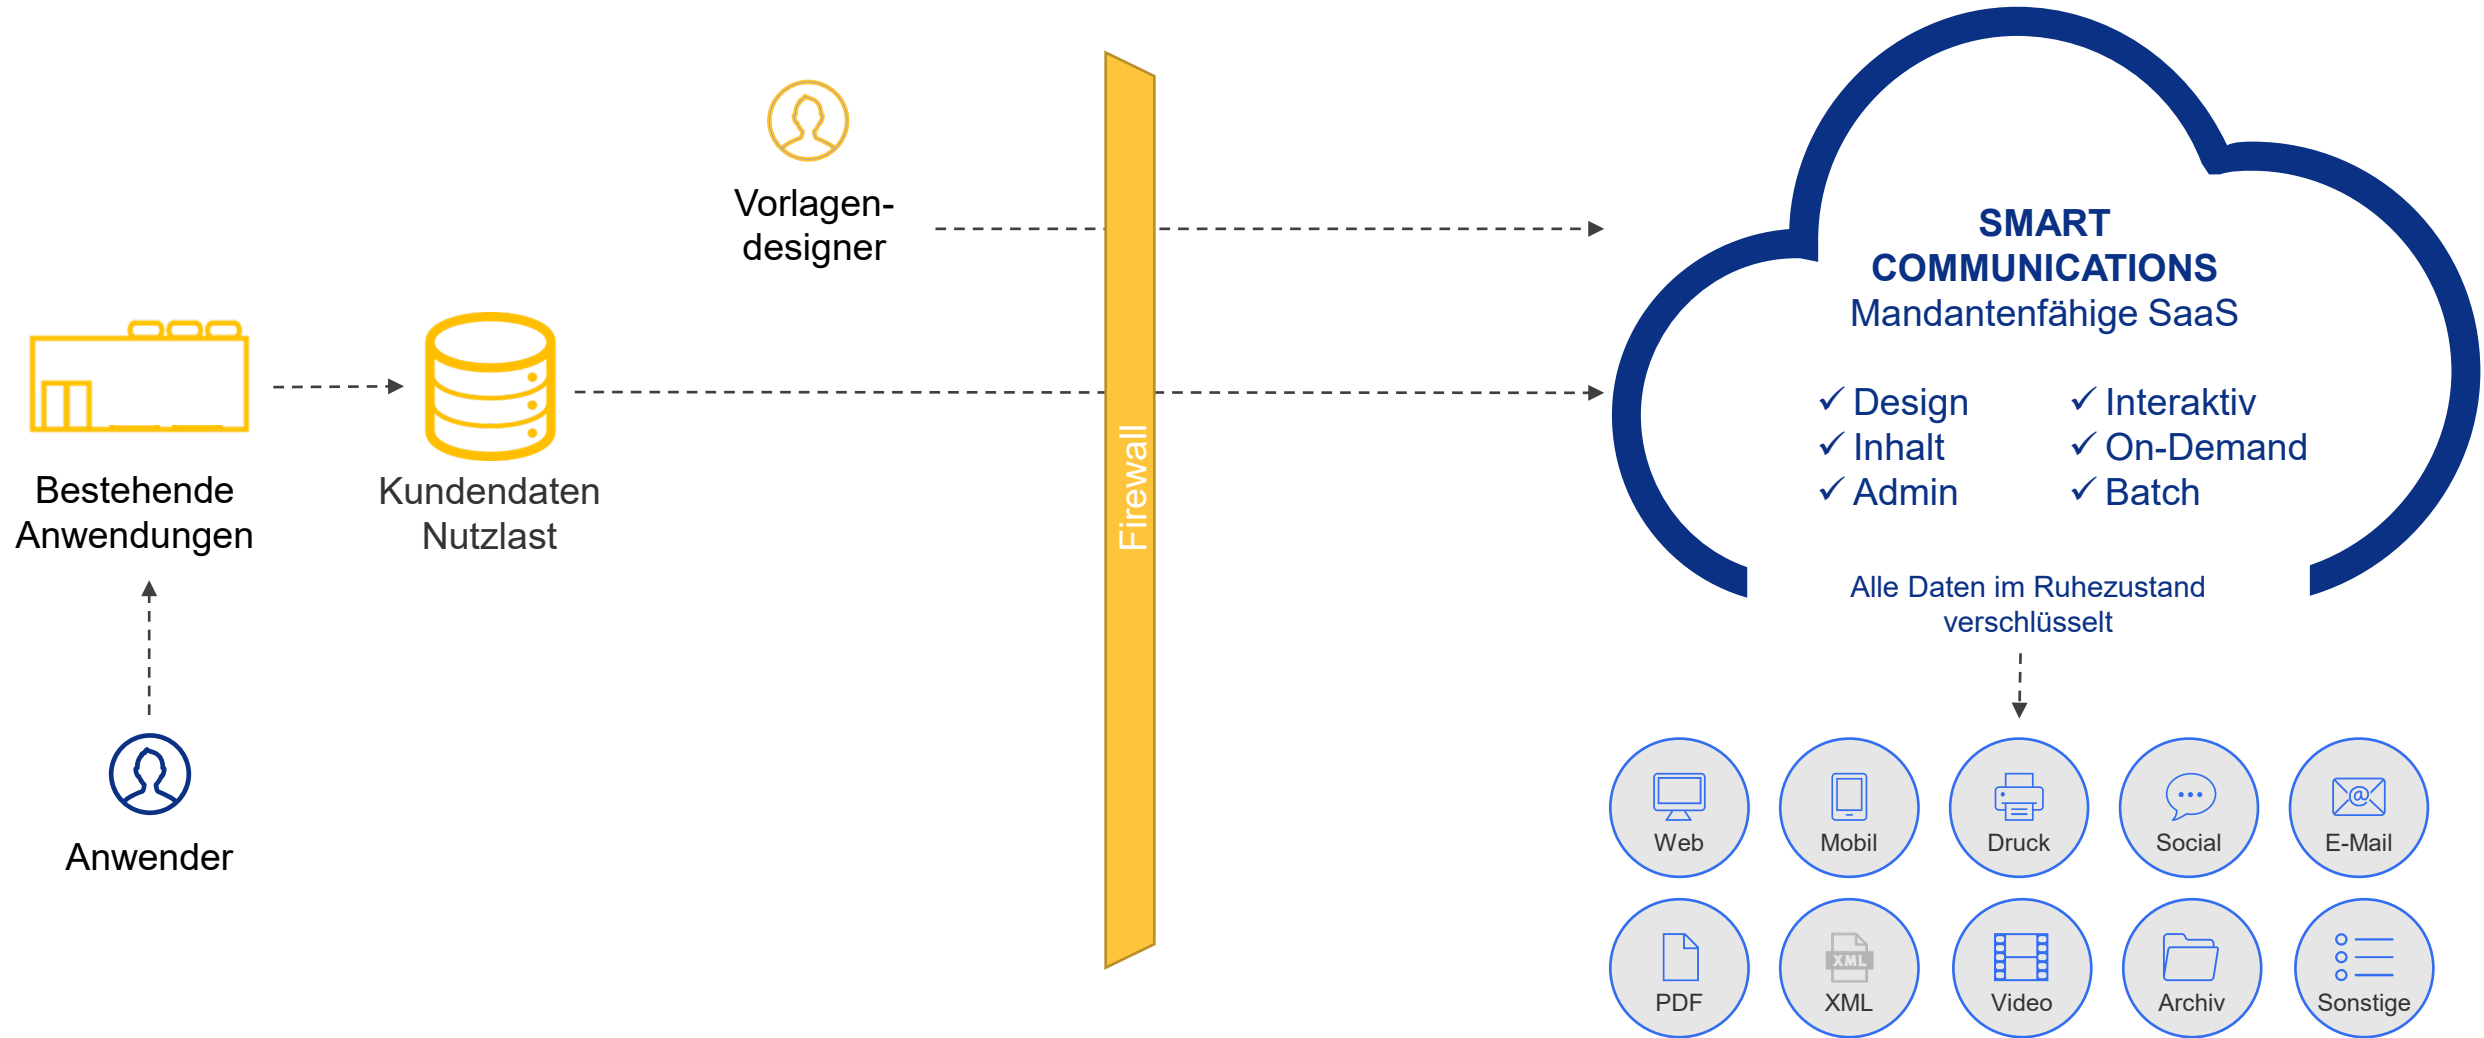 Vorlagen-
designer
Bestehende
Anwendungen
Kundendaten
Nutzlast
Anwender
Firewall
SMART
COMMUNICATIONS
Mandantenfähige SaaS
✓ Design
✓ Inhalt
✓ Admin
✓ Interaktiv
✓ On-Demand
✓ Batch
Alle Daten im Ruhezustand
verschlüsselt
Web
Mobil
Druck
Social
@
E-Mail
PDF
XML
XML
Video
Archiv
Sonstige